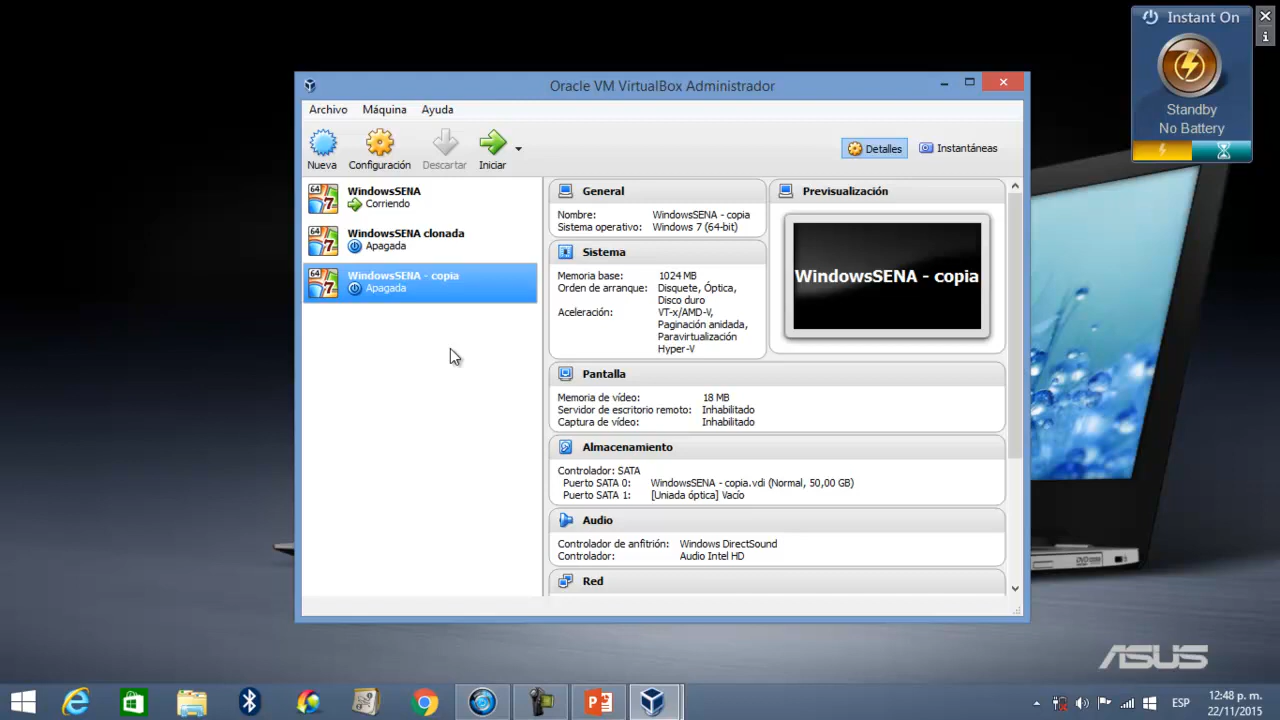 Instant On
Standby
No Battery
Oracle VM VirtualBox Administrador
Archivo Máquina Ayuda
Nueva Configuración Descartar Iniciar Detalles Instantáneas
WindowsSENA
Corriendo
WindowsSENA clonada
Apagada
WindowsSENA - copia
Apagada
General
Nombre: WindowsSENA - copia
Sistema operativo: Windows 7 (64-bit)
Sistema
Memoria base: 1024 MB
Orden de arranque: Disquete, Óptica,
Disco duro
Aceleración: VT-x/AMD-V,
Paginación anidada,
Paravirtualización
Hyper-V
Previsualización
WindowsSENA - copia
Pantalla
Memoria de vídeo: 18 MB
Servidor de escritorio remoto: Inhabilitado
Captura de vídeo: Inhabilitado
Almacenamiento
Controlador: SATA
Puerto SATA 0: WindowsSENA - copia.vdi (Normal, 50,00 GB)
Puerto SATA 1: [Uniada óptica] Vacío
Audio
Controlador de anfitrión: Windows DirectSound
Controlador: Audio Intel HD
Red
ASUS
ESP
12:48 p. m.
22/11/2015